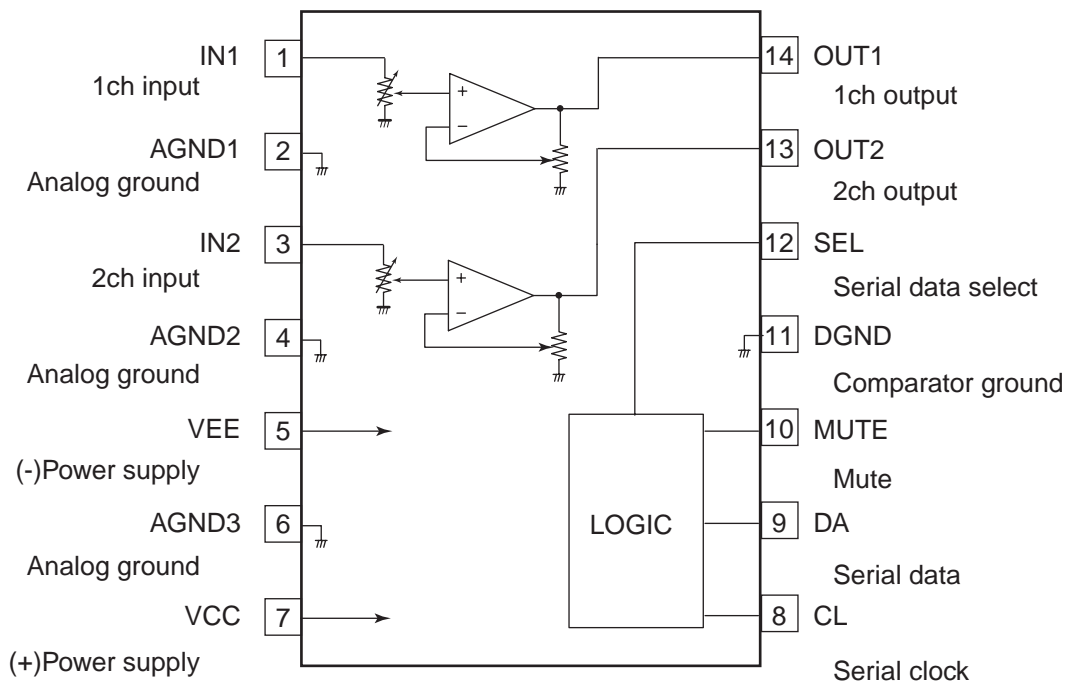 IN1 1
1ch input
AGND1 2
Analog ground
IN2 3
2ch input
AGND2 4
Analog ground
VEE 5
(-)Power supply
AGND3 6
Analog ground
VCC 7
(+)Power supply
+
−
+
−
LOGIC
14 OUT1
1ch output
13 OUT2
2ch output
12 SEL
Serial data select
11 DGND
Comparator ground
10 MUTE
Mute
9 DA
Serial data
8 CL
Serial clock